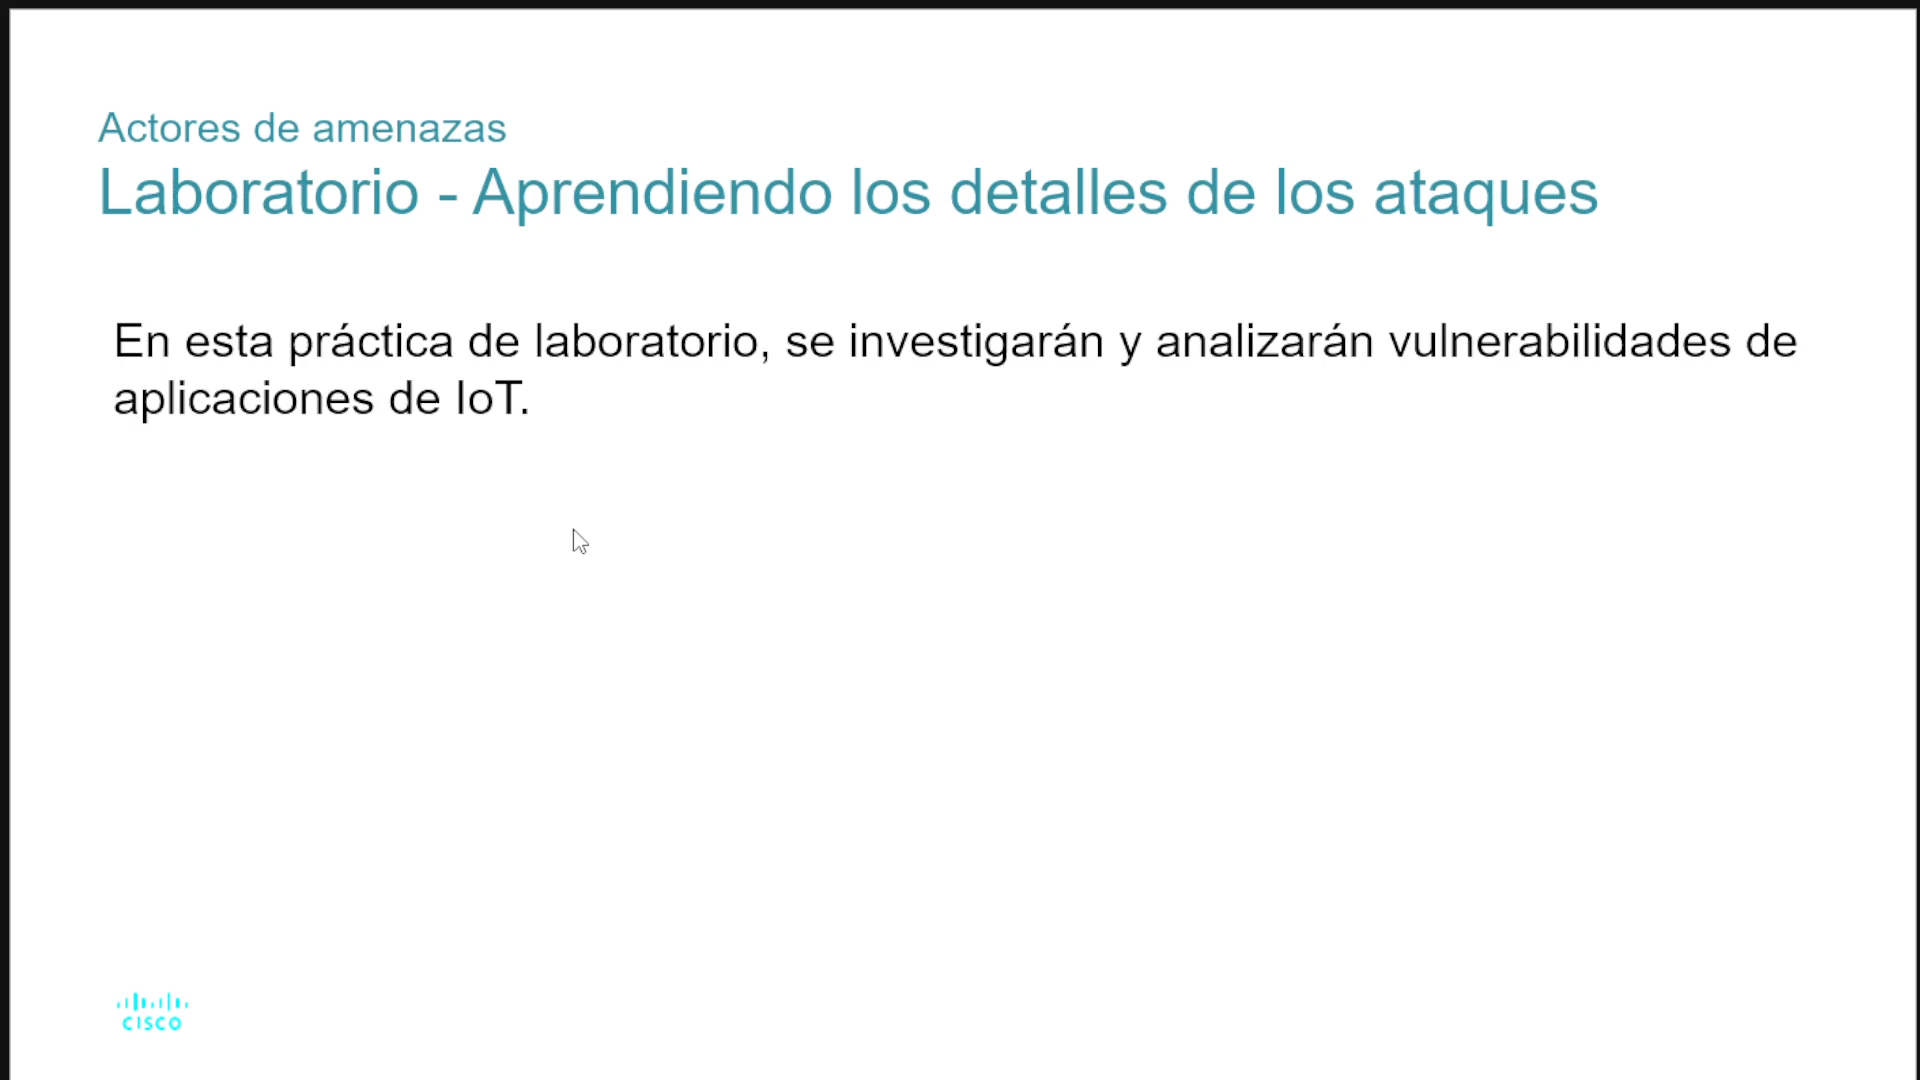 Actores de amenazas
Laboratorio - Aprendiendo los detalles de los ataques
En esta práctica de laboratorio, se investigarán y analizarán vulnerabilidades de
aplicaciones de IoT.
CISCO